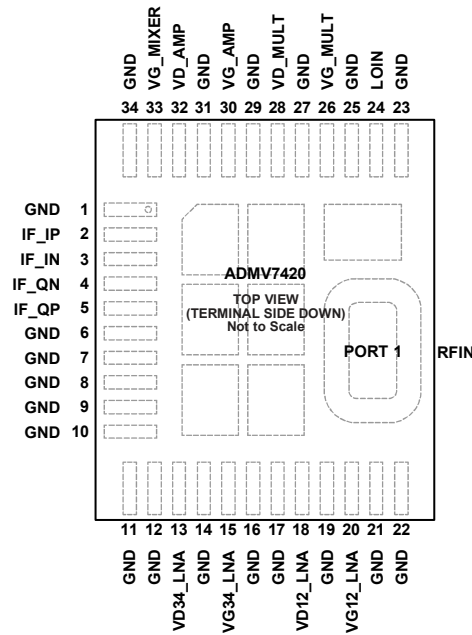 GND VG_MIXER VD_AMP GND VG_AMP GND VD_MULT GND VG_MULT GND LOIN GND
34 33 32 31 30 29 28 27 26 25 24 23
GND 1
IF_IP 2
IF_IN 3
IF_QN 4
IF_QP 5
GND 6
GND 7
GND 8
GND 9
GND 10
ADMV7420
TOP VIEW
(TERMINAL SIDE DOWN)
Not to Scale
PORT 1
RFIN
11 12 13 14 15 16 17 18 19 20 21 22
GND GND VD34_LNA GND VG34_LNA GND GND VD12_LNA GND VG12_LNA GND GND